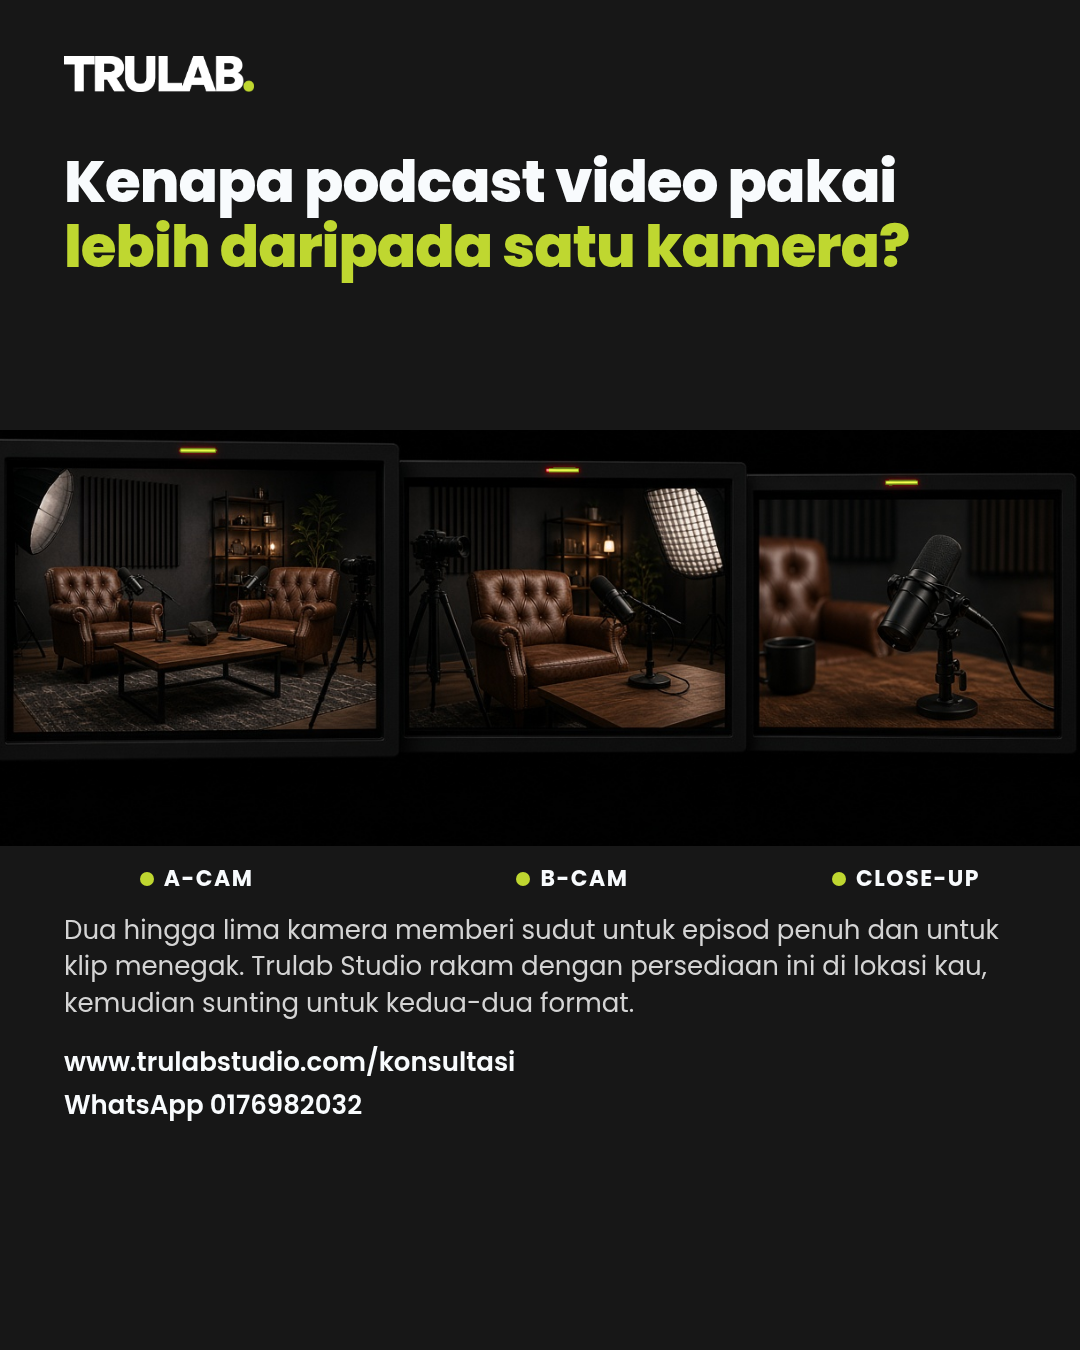 TRULAB.
Kenapa podcast video pakai
lebih daripada satu kamera?
A-CAM
B-CAM
CLOSE-UP
Dua hingga lima kamera memberi sudut untuk episod penuh dan untuk
klip menegak. Trulab Studio rakam dengan persediaan ini di lokasi kau,
kemudian sunting untuk kedua-dua format.
www.trulabstudio.com/konsultasi
WhatsApp 0176982032